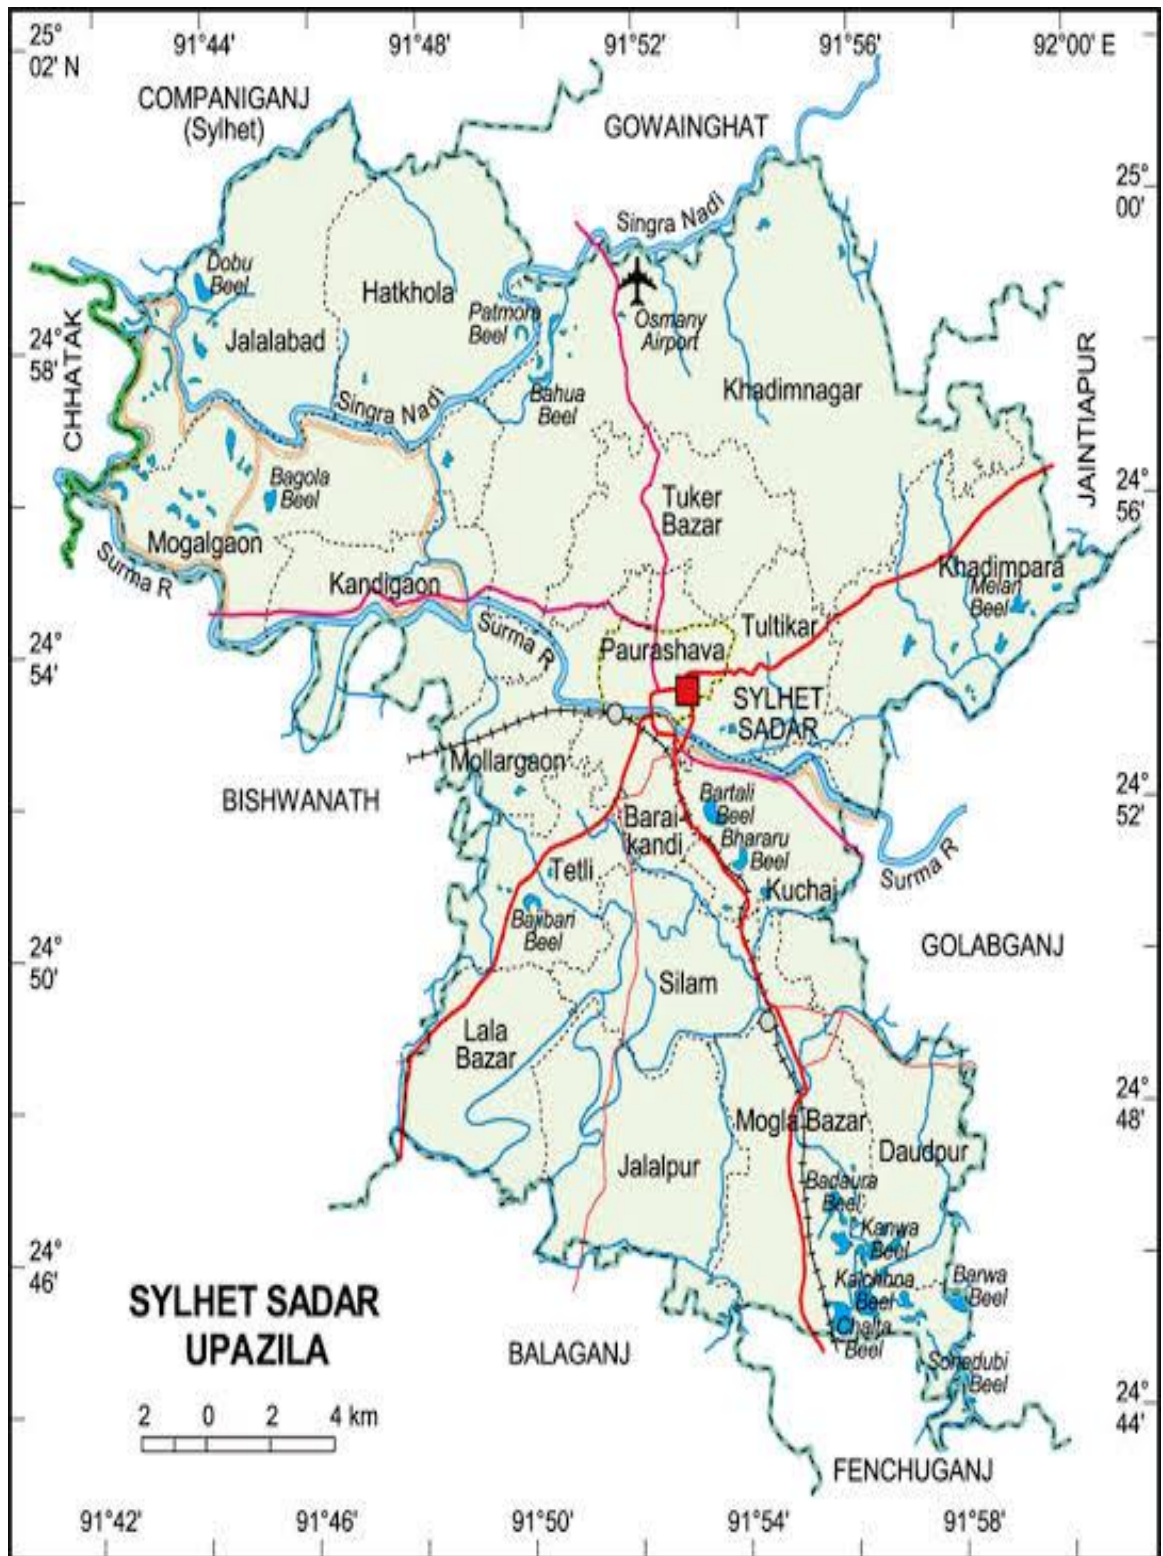 91°44'
91°48'
91°52'
91°56'
92°00' E
25°
02' N
COMPANIGANJ
(Sylhet)
GOWAINGHAT
25°
00'
Singra Nadi
Dobu
Beel
Hatkhola
Patmora
Beel
Osmany
Airport
24°
58'
CHHATAK
Jalalabad
Singra Nadi
Bahua
Beel
Khadimnagar
JAINTIAPUR
24°
56'
Bagola
Beel
Tuker
Bazar
Mogalgaon
Surma R
Kandigaon
Khadimpara
Melan
Beel
24°
54'
Surma R
Paurashava
Tultikar
SYLHET
SADAR
Mollargaon
BISHWANATH
24°
52'
Bartali
Beel
Barai
kandi
Bhararu
Beel
Surma R
Tetli
Kuchai
Bajibari
Beel
24°
50'
GOLABGANJ
Silam
Lala
Bazar
24°
48'
Mogla Bazar
Daudpur
Jalalpur
Badaura
Beel
Kanwa
Beel
24°
46'
Kalchhna
Beel
Barwa
Beel
SYLHET SADAR
UPAZILA
Chalta
Beel
BALAGANJ
Sonedubi
Beel
24°
44'
2 0 2 4 km
FENCHUGANJ
91°42'
91°46'
91°50'
91°54'
91°58'